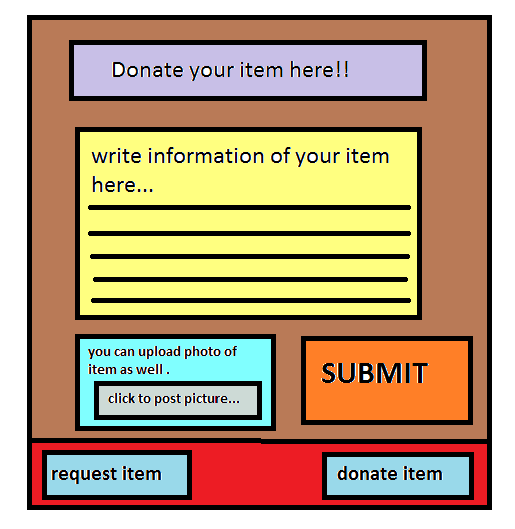 Donate your item here!!
write information of your item
here...
you can upload photo of
item as well .
click to post picture...
SUBMIT
request item
donate item